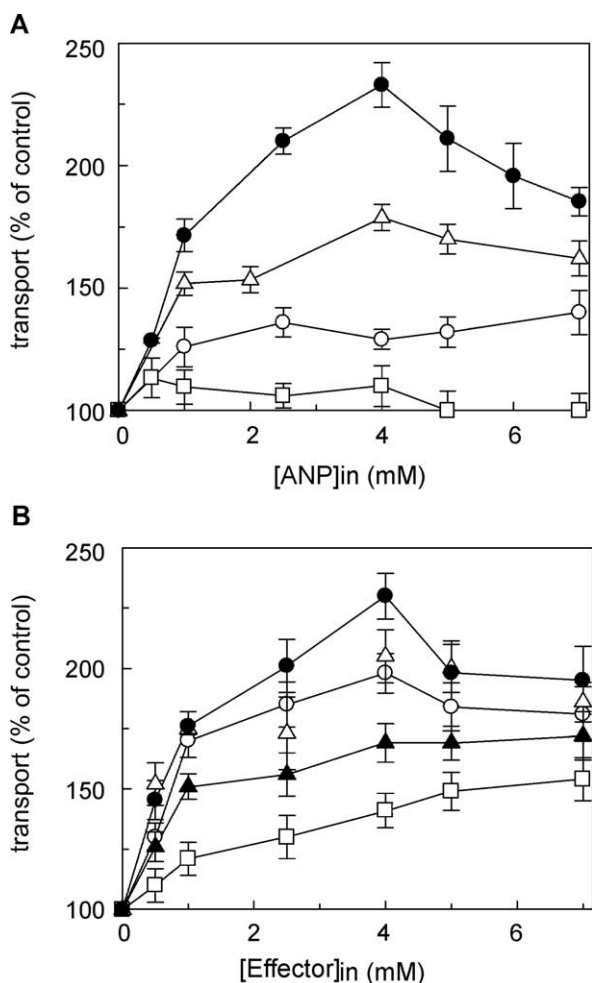 A
250
200
150
100
transport (% of control)
0 2 4 6
[ANP]in (mM)
B
250
200
150
100
transport (% of control)
0 2 4 6
[Effector]in (mM)